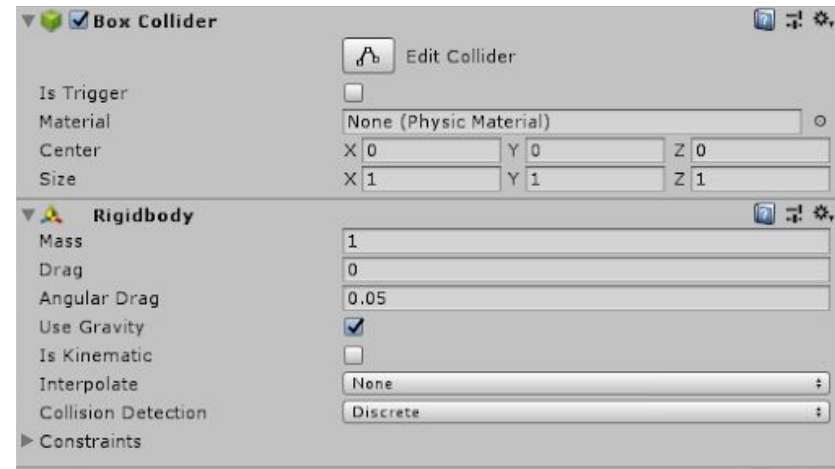 Box Collider
Edit Collider
Is Trigger
Material None (Physic Material)
Center X 0 Y 0 Z 0
Size X 1 Y 1 Z 1
Rigidbody
Mass 1
Drag 0
Angular Drag 0.05
Use Gravity
Is Kinematic
Interpolate None
Collision Detection Discrete
Constraints